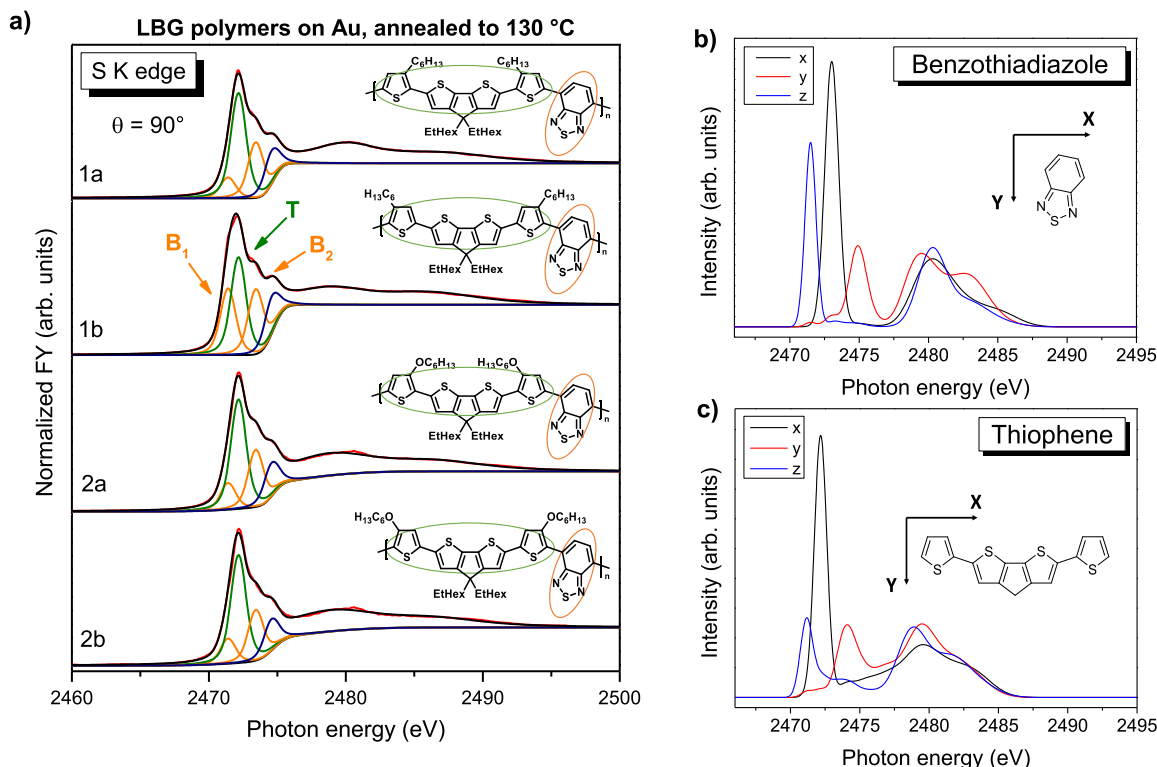 a)
LBG polymers on Au, annealed to 130 °C
S K edge
θ = 90°
Normalized FY (arb. units)
C6H13 C6H13
S S S S
EtHex EtHex
N S N
n
1a
H13C6 C6H13
S S S S
EtHex EtHex
N S N
n
B1
T
B2
1b
OC6H13 H13C6O
S S S S
EtHex EtHex
N S N
n
2a
H13C6O OC6H13
S S S S
EtHex EtHex
N S N
n
2b
2460 2470 2480 2490 2500
Photon energy (eV)
b)
Benzothiadiazole
x
y
z
X
Y
N S N
Intensity (arb. units)
2470 2475 2480 2485 2490 2495
Photon energy (eV)
c)
Thiophene
x
y
z
X
Y
S S S S
Intensity (arb. units)
2470 2475 2480 2485 2490 2495
Photon energy (eV)